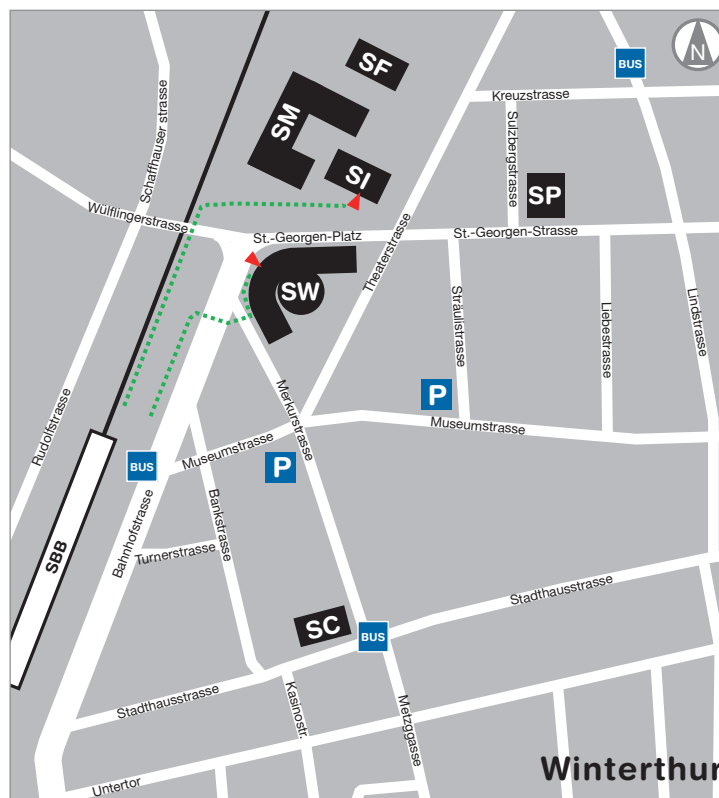 SF
BUS
N
Schaffhauser strasse
SM
Kreuzstrasse
Sulzbergstrasse
SI
SP
Wülflingerstrasse
St.-Georgen-Platz
St.-Georgen-Strasse
Theaterstrasse
SW
Sträulistrasse
Liebestrasse
Lindstrasse
Rudolfstrasse
Merkurstrasse
P
Museumstrasse
Museumstrasse
BUS
P
Bahnhofstrasse
Bankstrasse
SBB
Turnerstrasse
Stadthausstrasse
SC
BUS
Stadthausstrasse
Kasinostr.
Metzggasse
Untertor
Winterthur